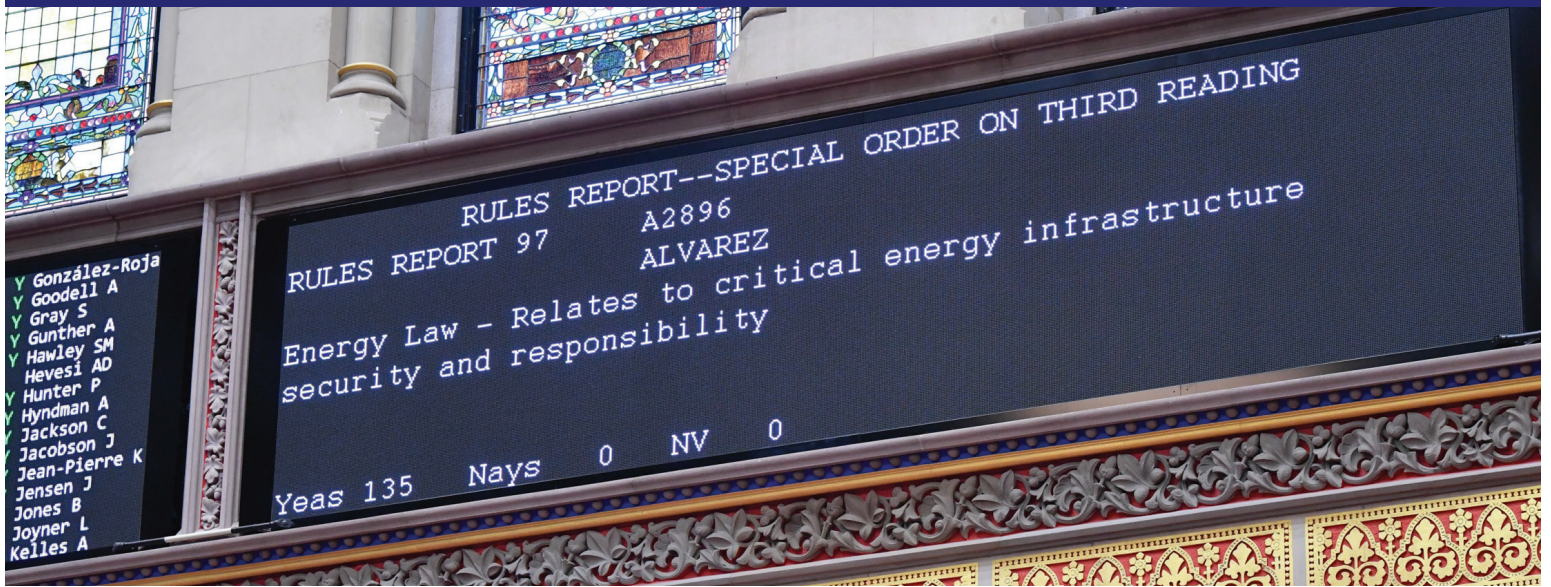 Y González-Roja
Y Goodell A
Y Gray S
Y Gunther A
Y Hawley SM
Hevesi AD
Y Hunter P
Y Hyndman A
Y Jackson C
Y Jacobson J
Y Jean-Pierre K
Jensen J
Jones B
Joyner L
Kelles A
RULES REPORT--SPECIAL ORDER ON THIRD READING
RULES REPORT 97 A2896
ALVAREZ
Energy Law - Relates to critical energy infrastructure
security and responsibility
Yeas 135 Nays 0 NV 0